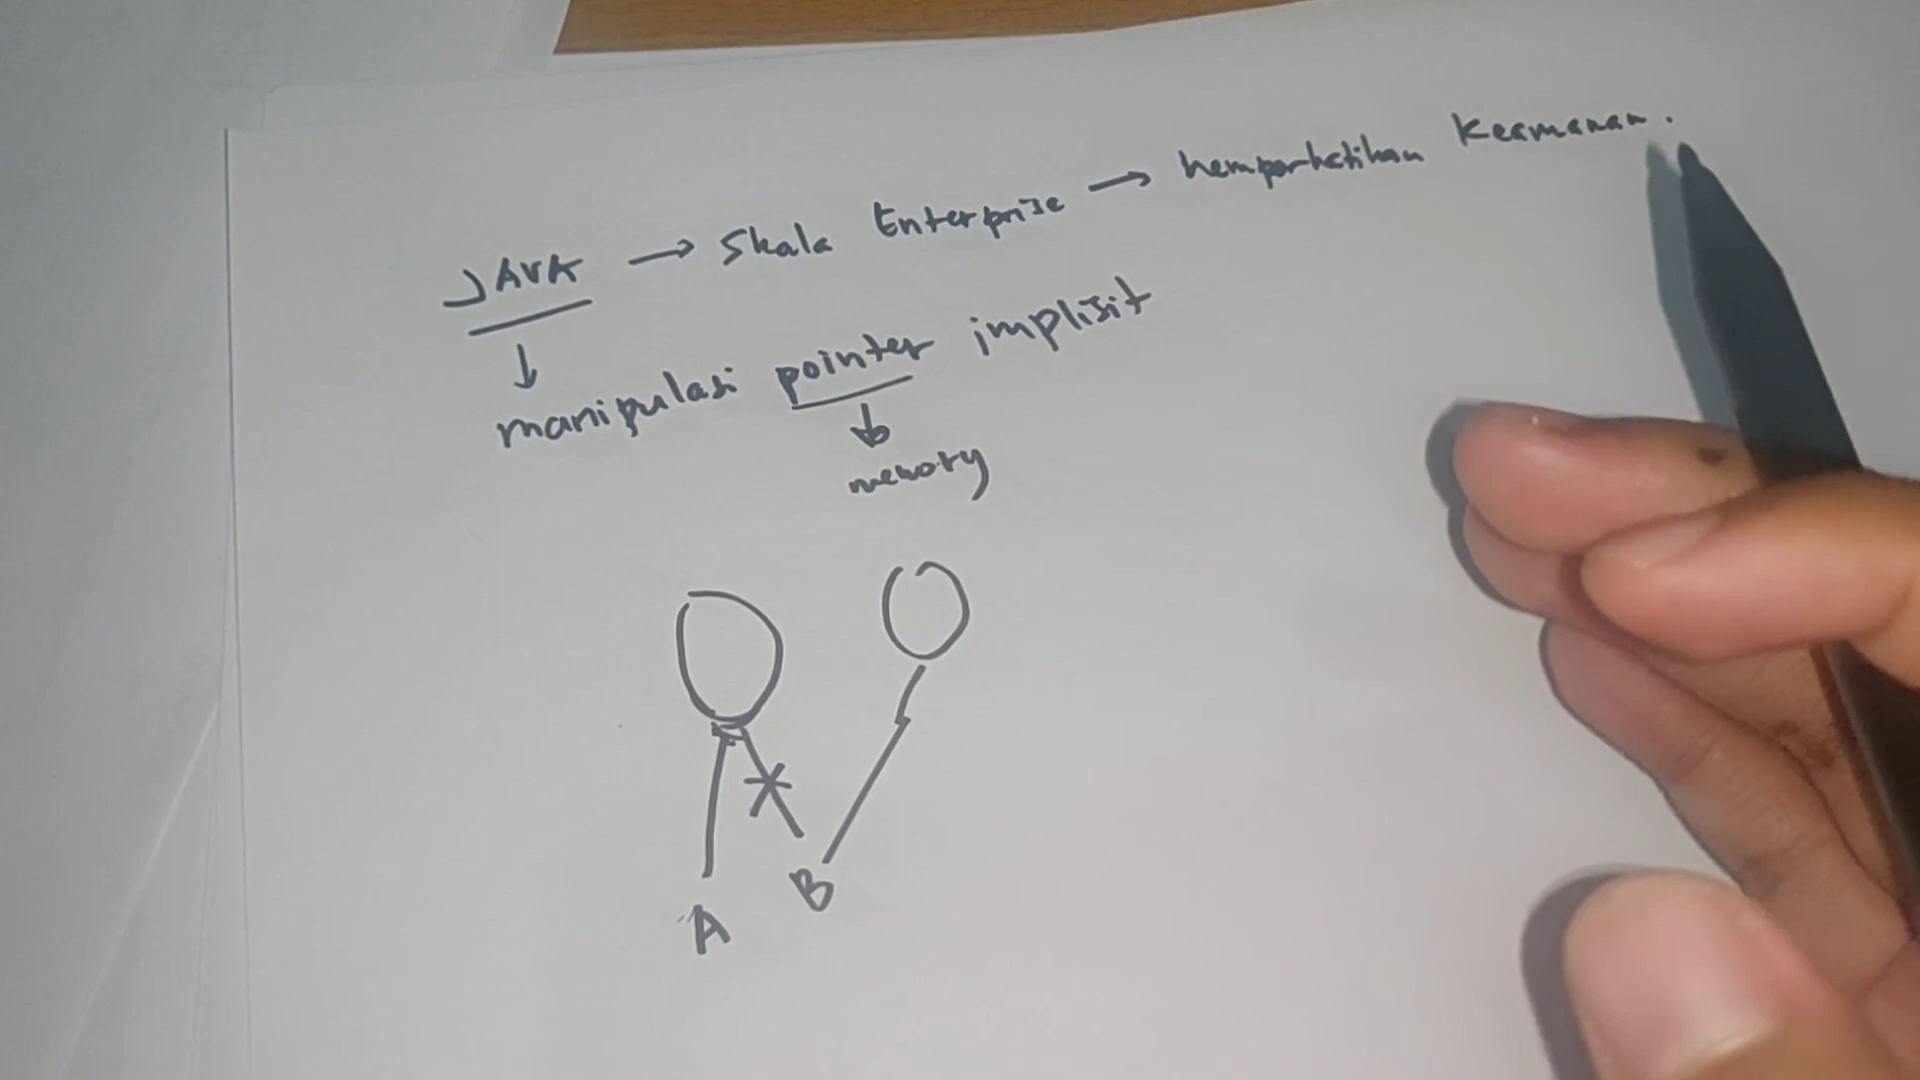 JAVA → Skala Enterprise → memperhatikan Keamanan.
↓
manipulasi pointer implisit
↓
memory
A B